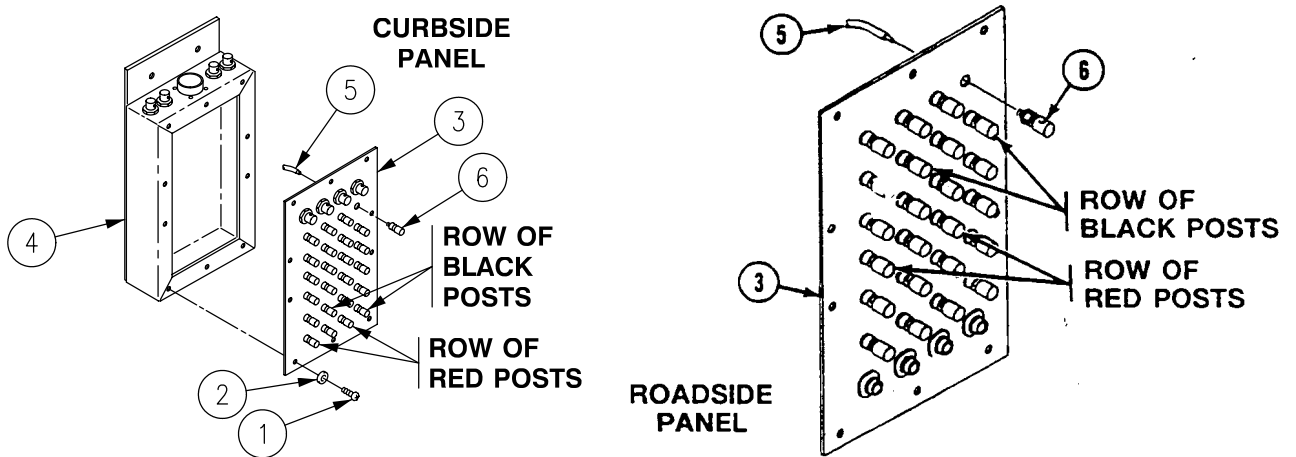 CURBSIDE
PANEL
5
3
6
4
ROW OF
BLACK
POSTS
ROW OF
RED POSTS
2
1
5
6
ROW OF
BLACK POSTS
3
ROW OF
RED POSTS
ROADSIDE
PANEL